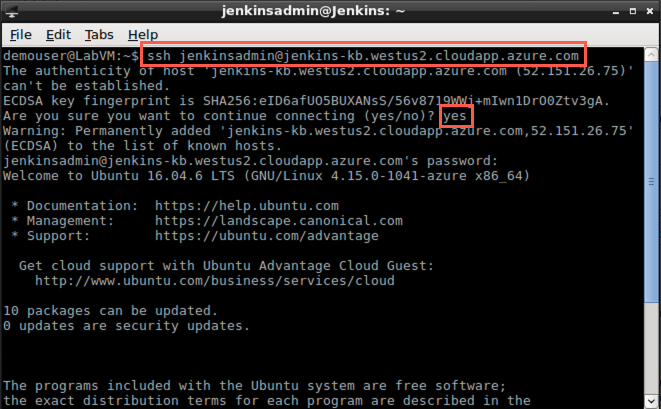 jenkinsadmin@Jenkins: ~
File Edit Tabs Help
demouser@LabVM:~$ ssh jenkinsadmin@jenkins-kb.westus2.cloudapp.azure.com
The authenticity of host 'jenkins-kb.westus2.cloudapp.azure.com (52.151.26.75)'
can't be established.
ECDSA key fingerprint is SHA256:eID6afUO5BUXANsS/56v8719WWj+mIwn1DrO0Ztv3gA.
Are you sure you want to continue connecting (yes/no)? yes
Warning: Permanently added 'jenkins-kb.westus2.cloudapp.azure.com,52.151.26.75'
(ECDSA) to the list of known hosts.
jenkinsadmin@jenkins-kb.westus2.cloudapp.azure.com's password:
Welcome to Ubuntu 16.04.6 LTS (GNU/Linux 4.15.0-1041-azure x86_64)
* Documentation: https://help.ubuntu.com
* Management: https://landscape.canonical.com
* Support: https://ubuntu.com/advantage
Get cloud support with Ubuntu Advantage Cloud Guest:
http://www.ubuntu.com/business/services/cloud
10 packages can be updated.
0 updates are security updates.
The programs included with the Ubuntu system are free software;
the exact distribution terms for each program are described in the